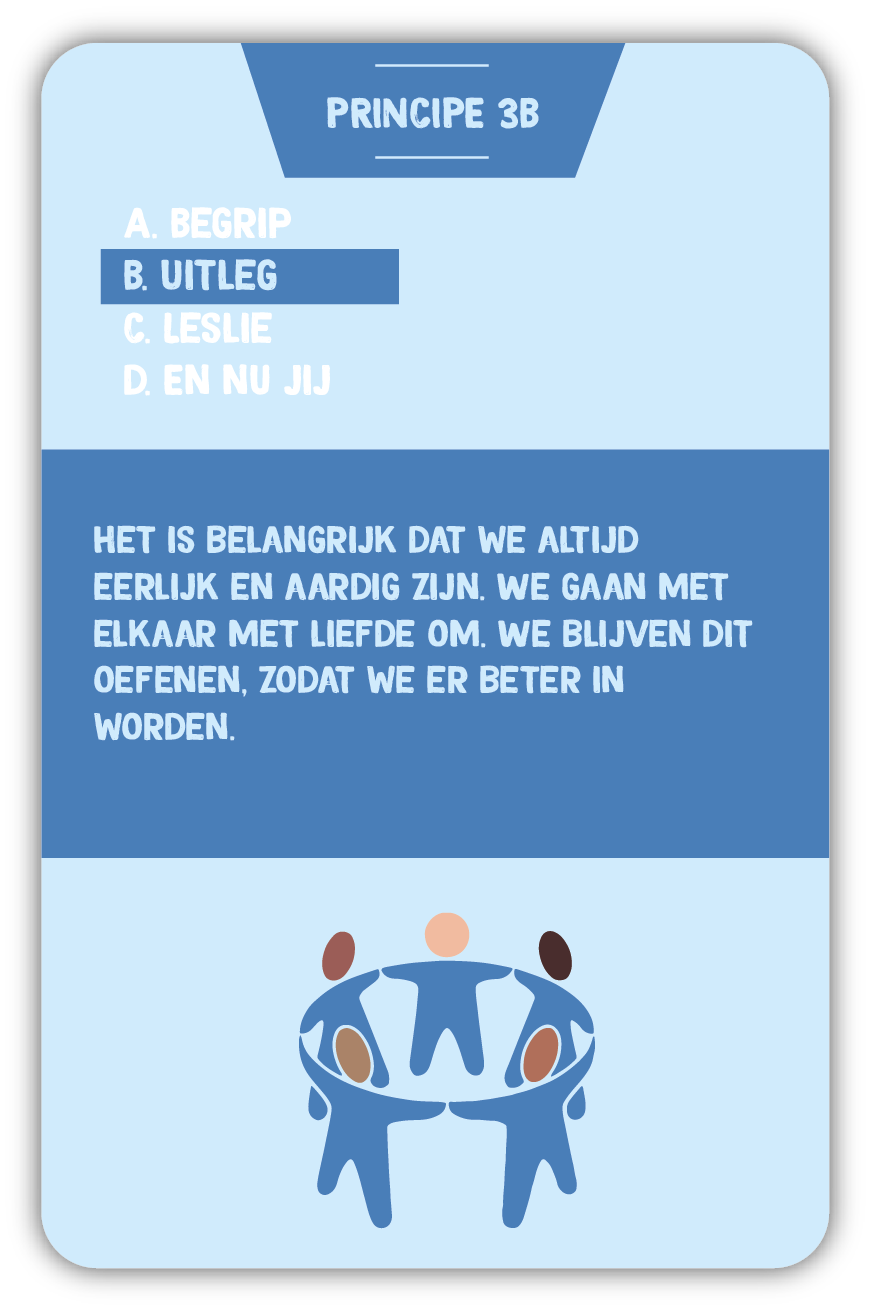 PRINCIPE 3B
A. BEGRIP
B. UITLEG
C. LESLIE
D. EN NU JIJ
HET IS BELANGRIJK DAT WE ALTIJD
EERLIJK EN AARDIG ZIJN. WE GAAN MET
ELKAAR MET LIEFDE OM. WE BLIJVEN DIT
OEFENEN, ZODAT WE ER BETER IN
WORDEN.